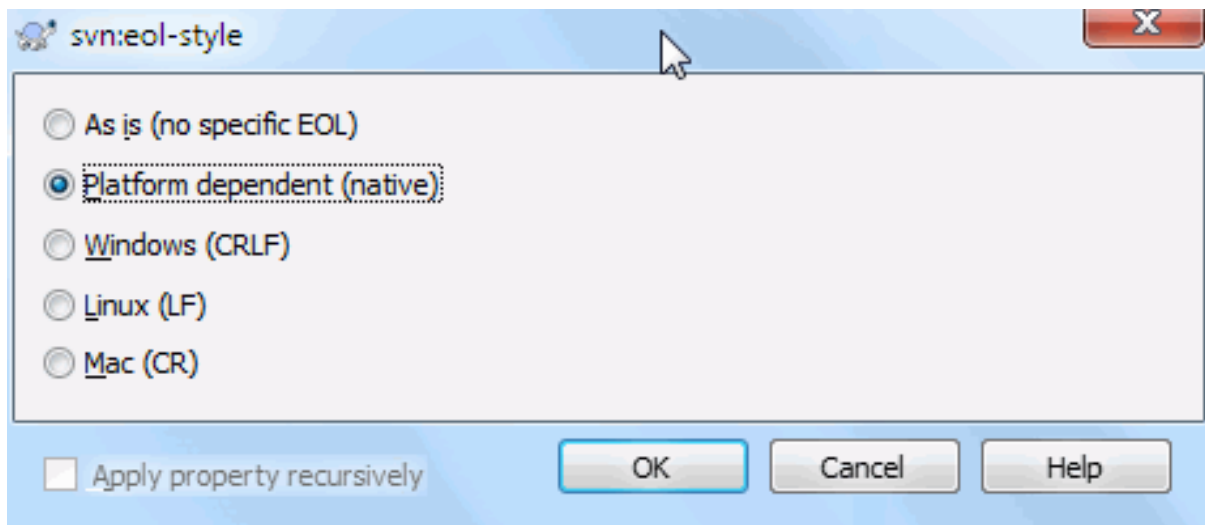 svn:eol-style
As is (no specific EOL)
Platform dependent (native)
Windows (CRLF)
Linux (LF)
Mac (CR)
Apply property recursively
OK
Cancel
Help